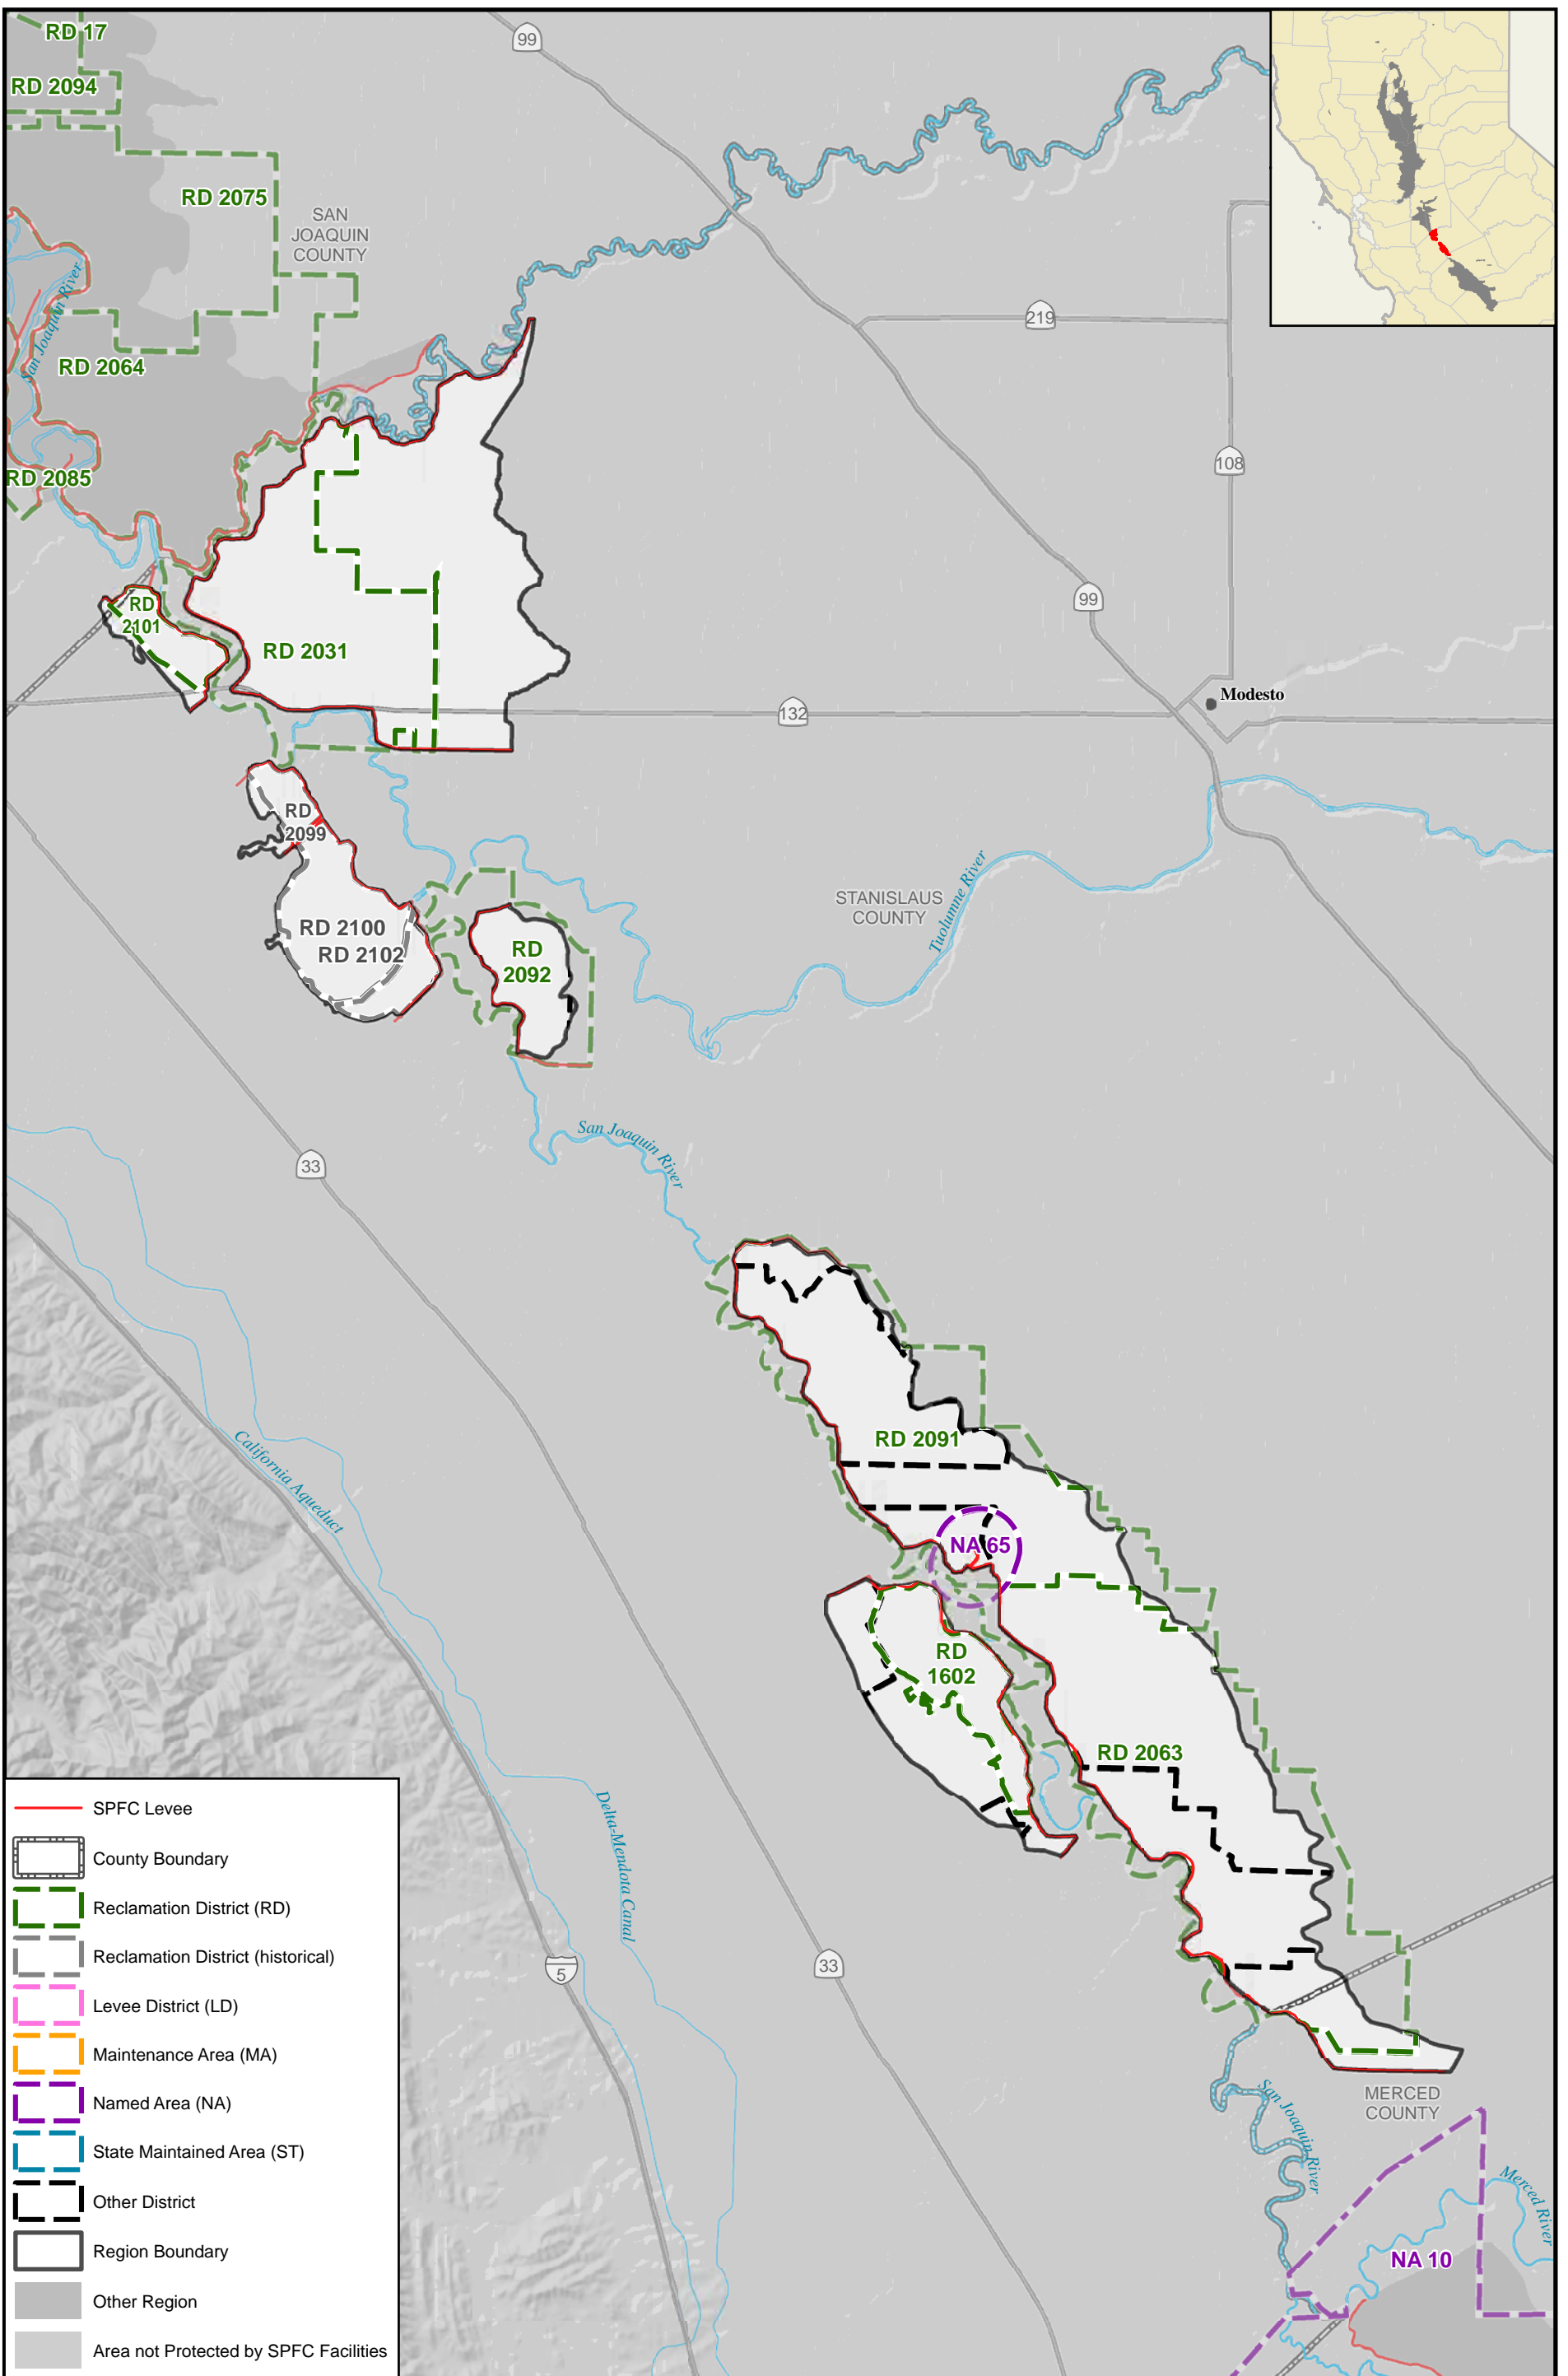 RD 17
99
RD 2094
RD 2075
SAN
JOAQUIN
COUNTY
San Joaquin River
219
RD 2064
108
RD 2085
RD
2101
99
RD 2031
Modesto
132
RD
2099
STANISLAUS
COUNTY
Tuolumne River
RD 2100
RD 2102
RD
2092
San Joaquin River
33
RD 2091
California Aqueduct
NA 65
RD
1602
RD 2063
Delta-Mendota Canal
5
33
MERCED
COUNTY
San Joaquin River
Merced River
NA 10
SPFC Levee
County Boundary
Reclamation District (RD)
Reclamation District (historical)
Levee District (LD)
Maintenance Area (MA)
Named Area (NA)
State Maintained Area (ST)
Other District
Region Boundary
Other Region
Area not Protected by SPFC Facilities